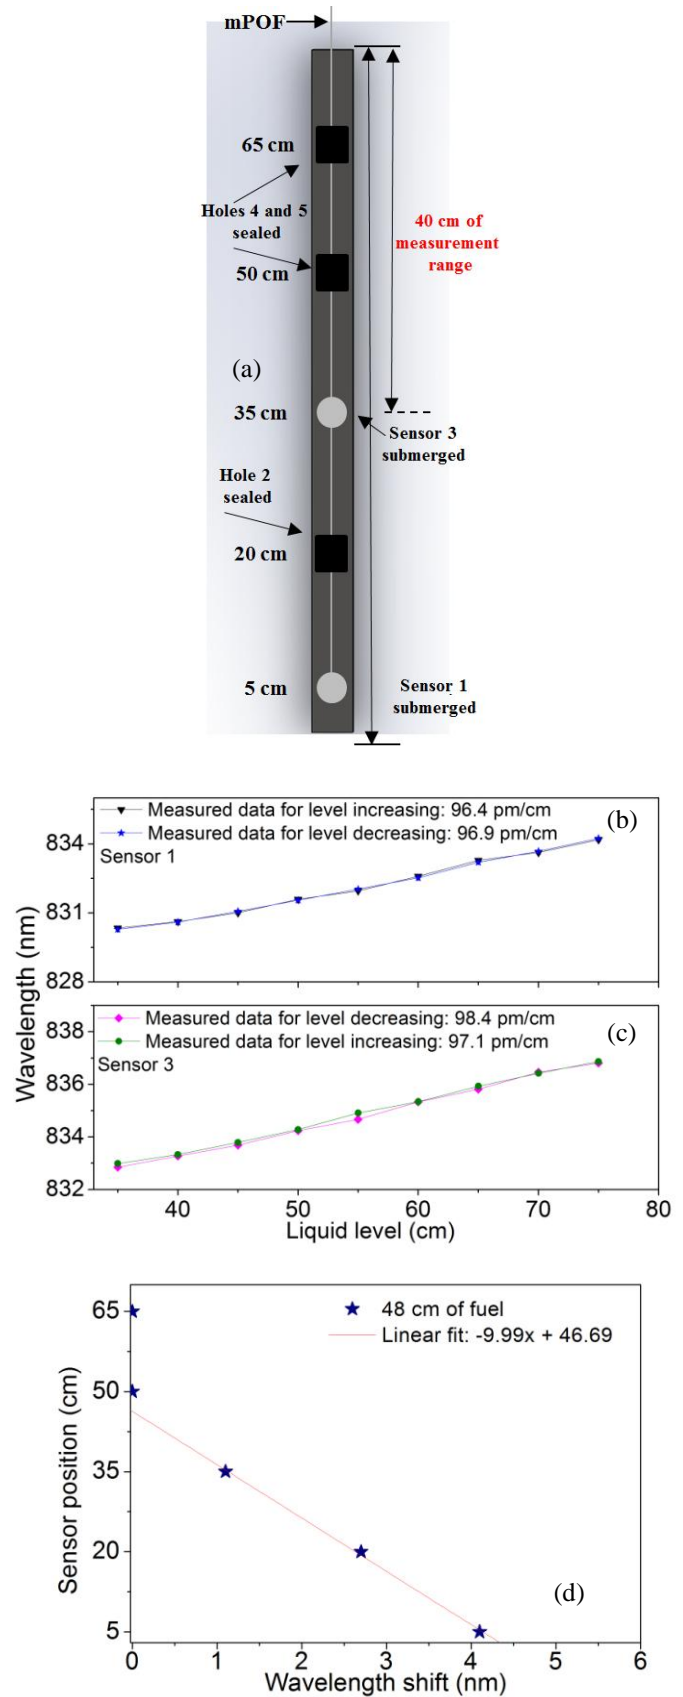 mPOF
65 cm
Holes 4 and 5
sealed
40 cm of
measurement
range
50 cm
(a)
35 cm
Sensor 3
submerged
Hole 2
sealed
20 cm
5 cm
Sensor 1
submerged
Measured data for level increasing: 96.4 pm/cm
(b)
Measured data for level decreasing: 96.9 pm/cm
Sensor 1
834
831
828
Wavelength (nm)
Measured data for level decreasing: 98.4 pm/cm
(c)
Measured data for level increasing: 97.1 pm/cm
Sensor 3
838
836
834
832
40 50 60 70 80
Liquid level (cm)
48 cm of fuel
Linear fit: -9.99x + 46.69
65
50
35
20
5
Sensor position (cm)
(d)
0 1 2 3 4 5 6
Wavelength shift (nm)